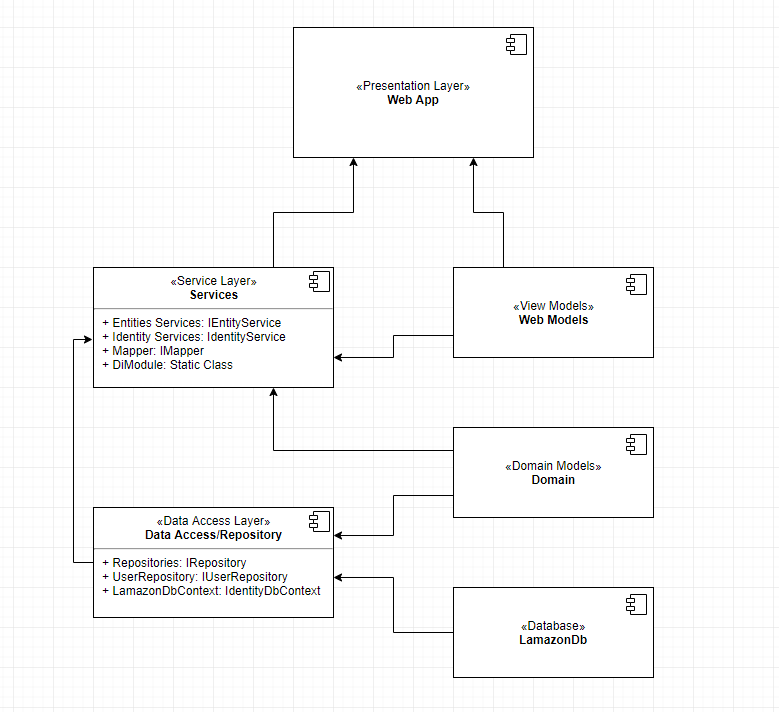 «Presentation Layer»
Web App
«Service Layer»
Services
+ Entities Services: IEntityService
+ Identity Services: IdentityService
+ Mapper: IMapper
+ DiModule: Static Class
«View Models»
Web Models
«Domain Models»
Domain
«Data Access Layer»
Data Access/Repository
+ Repositories: IRepository
+ UserRepository: IUserRepository
+ LamazonDbContext: IdentityDbContext
«Database»
LamazonDb